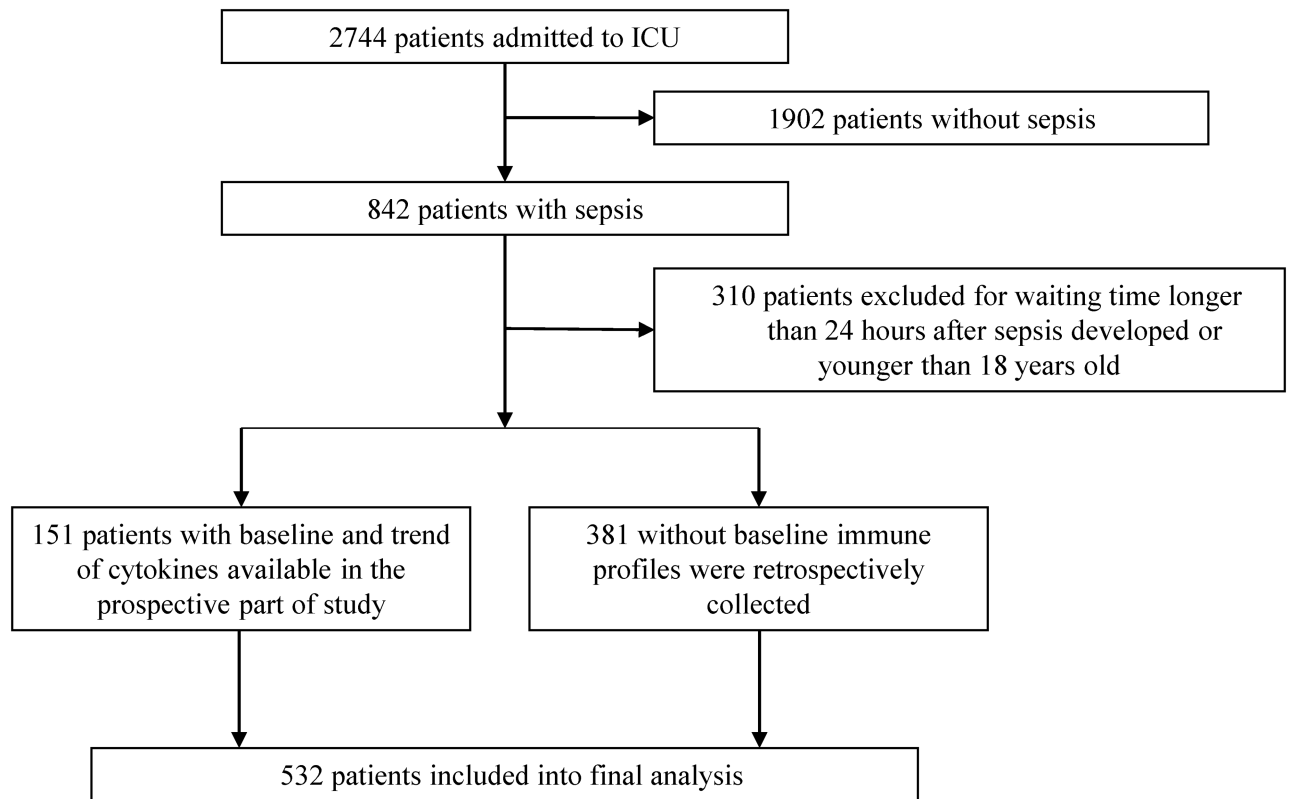 2744 patients admitted to ICU
1902 patients without sepsis
842 patients with sepsis
310 patients excluded for waiting time longer
than 24 hours after sepsis developed or
younger than 18 years old
151 patients with baseline and trend
of cytokines available in the
prospective part of study
381 without baseline immune
profiles were retrospectively
collected
532 patients included into final analysis